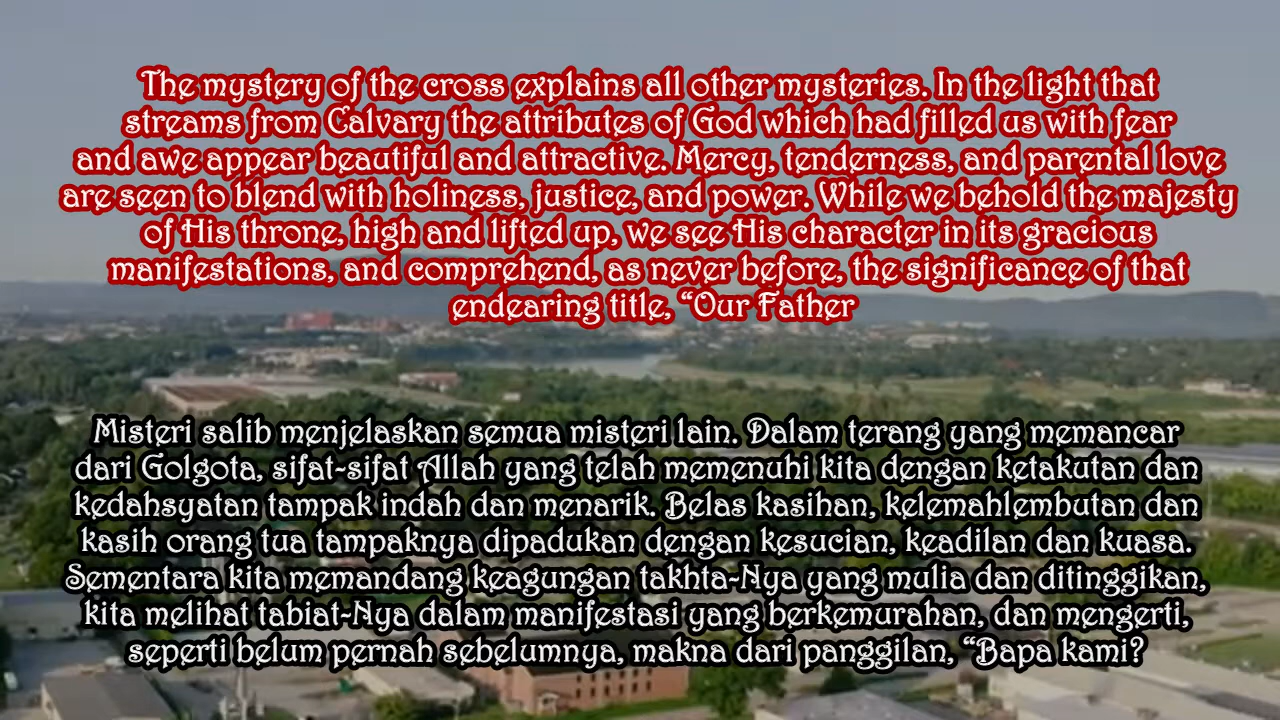 The mystery of the cross explains all other mysteries. In the light that
streams from Calvary the attributes of God which had filled us with fear
and awe appear beautiful and attractive. Mercy, tenderness, and parental love
are seen to blend with holiness, justice, and power. While we behold the majesty
of His throne, high and lifted up, we see His character in its gracious
manifestations, and comprehend, as never before, the significance of that
endearing title, “Our Father
Misteri salib menjelaskan semua misteri lain. Dalam terang yang memancar
dari Golgota, sifat-sifat Allah yang telah memenuhi kita dengan ketakutan dan
kedahsyatan tampak indah dan menarik. Belas kasihan, kelemahlembutan dan
kasih orang tua tampaknya dipadukan dengan kesucian, keadilan dan kuasa.
Sementara kita memandang keagungan takhta-Nya yang mulia dan ditinggikan,
kita melihat tabiat-Nya dalam manifestasi yang berkemurahan, dan mengerti,
seperti belum pernah sebelumnya, makna dari panggilan, “Bapa kami?